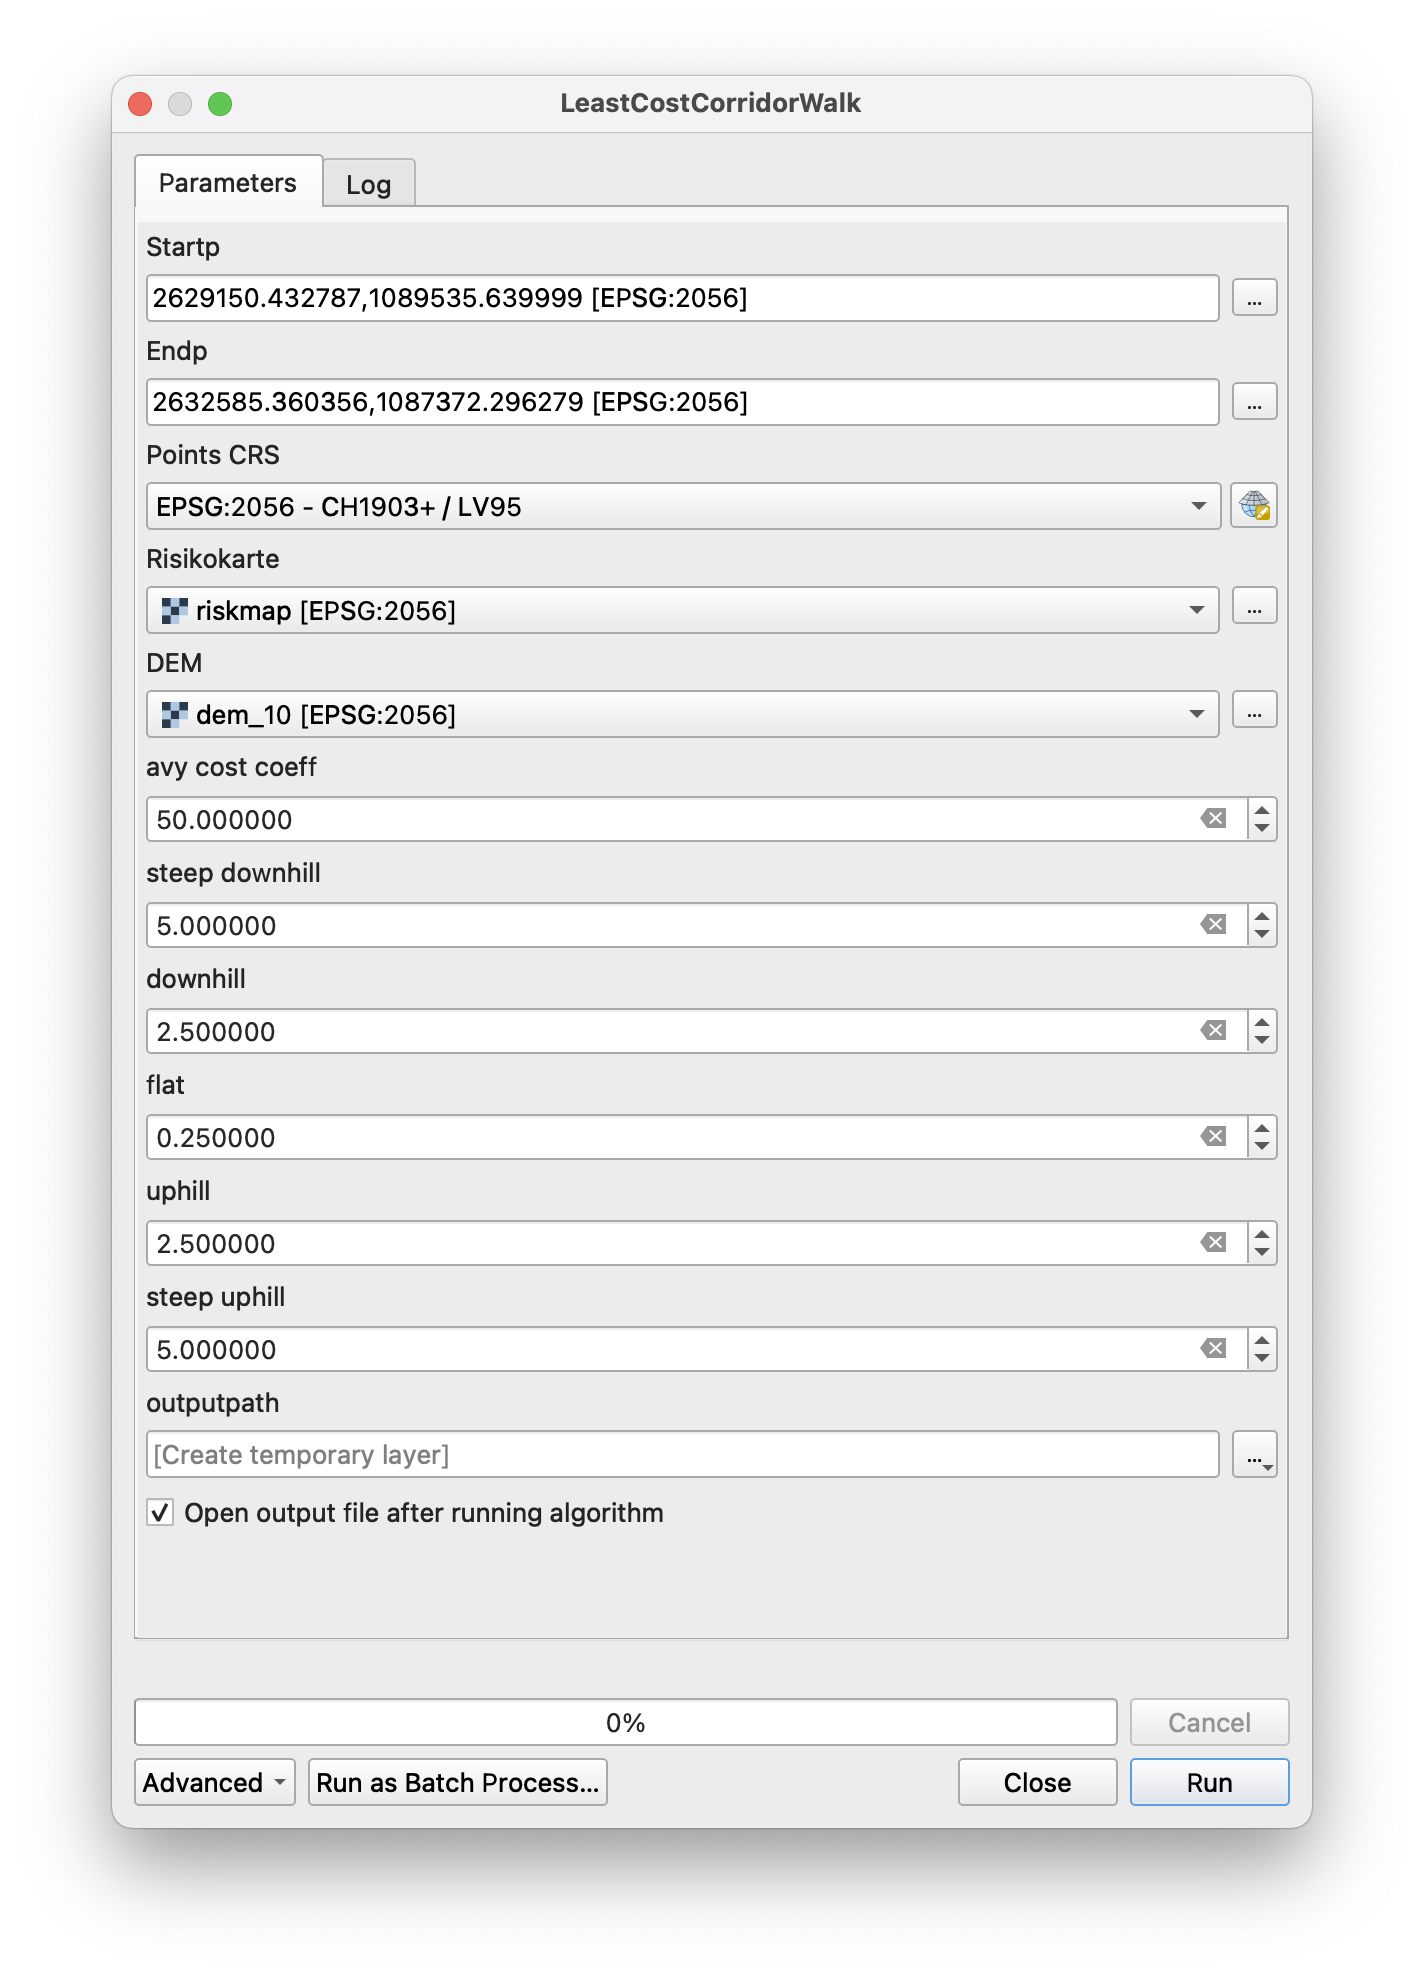 LeastCostCorridorWalk
Parameters
Log
Startp
2629150.432787,1089535.639999 [EPSG:2056]
...
Endp
2632585.360356,1087372.296279 [EPSG:2056]
...
Points CRS
EPSG:2056 - CH1903+ / LV95
Risikokarte
riskmap [EPSG:2056]
...
DEM
dem_10 [EPSG:2056]
...
avy cost coeff
50.000000
steep downhill
5.000000
downhill
2.500000
flat
0.250000
uphill
2.500000
steep uphill
5.000000
outputpath
[Create temporary layer]
...
Open output file after running algorithm
0%
Cancel
Advanced
Run as Batch Process...
Close
Run